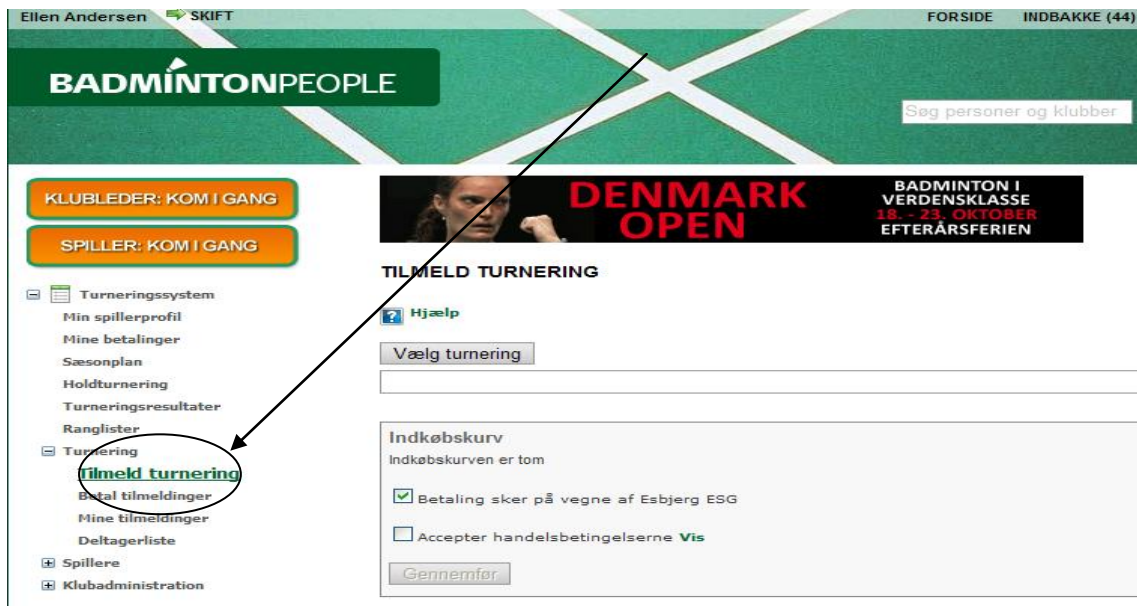 Ellen Andersen SKIFT FORSIDE INDBAKKE (44)
BADMINTONPEOPLE
Søg personer og klubber
KLUBLEDER: KOM I GANG
SPILLER: KOM I GANG
DENMARK OPEN
BADMINTON I
VERDENSKLASSE
18. - 23. OKTOBER
EFTERÅRSFERIEN
Turneringssystem
Min spillerprofil
Mine betalinger
Sæsonplan
Holdturnering
Turneringsresultater
Ranglister
Turnering
Tilmeld turnering
Betal tilmeldinger
Mine tilmeldinger
Deltagerliste
Spillere
Klubadministration
TILMELD TURNERING
Hjælp
Vælg turnering
Indkøbskurv
Indkøbskurven er tom
Betaling sker på vegne af Esbjerg ESG
Accepter handelsbetingelserne Vis
Gennemfør